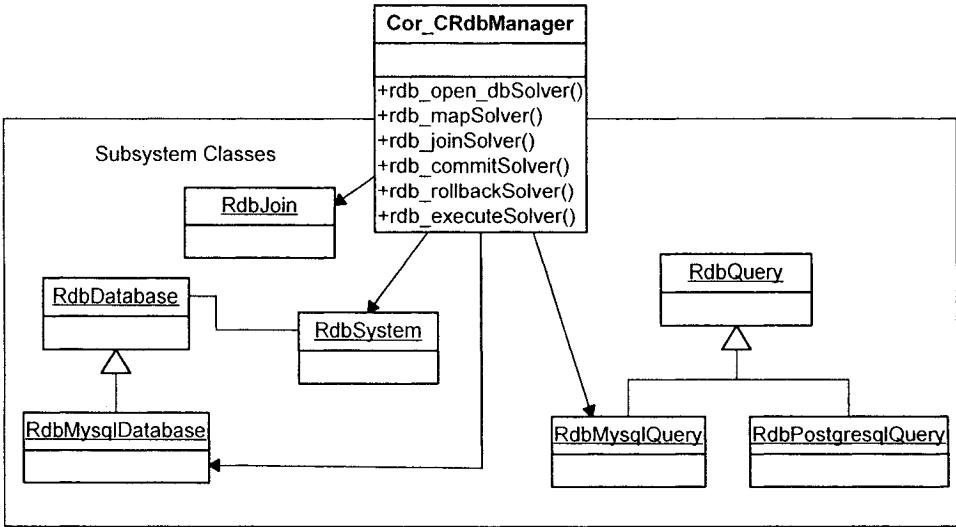 Cor_CRdbManager
+rdb_open_dbSolver()
+rdb_mapSolver()
+rdb_joinSolver()
+rdb_commitSolver()
+rdb_rollbackSolver()
+rdb_executeSolver()
Subsystem Classes
RdbJoin
RdbDatabase
RdbSystem
RdbQuery
RdbMysqlDatabase
RdbMysqlQuery
RdbPostgresqlQuery